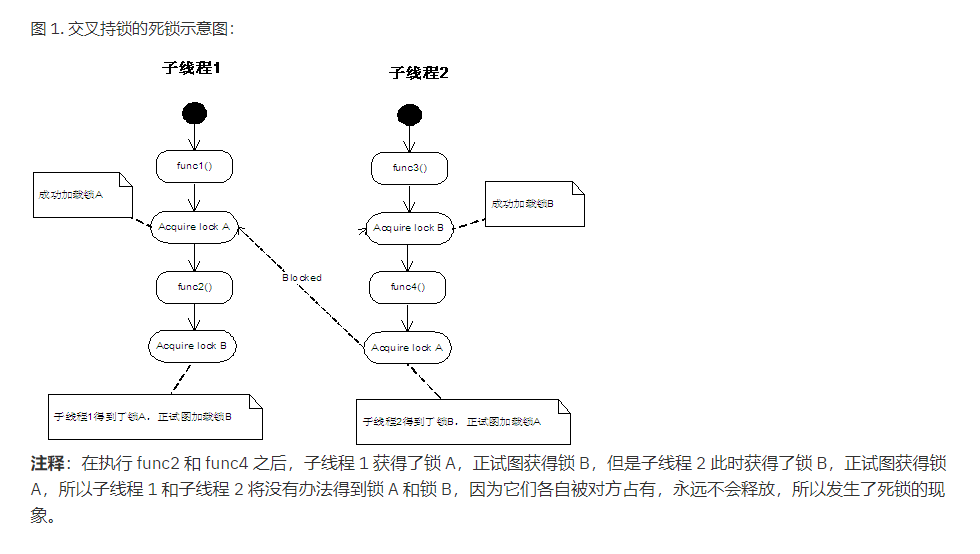 图 1. 交叉持锁的死锁示意图：
子线程1
子线程2
func1()
func3()
成功加载锁A
成功加载锁B
Acquire lock A
Acquire lock B
Blocked
func2()
func4()
Acquire lock B
Acquire lock A
子线程1得到了锁A，正试图加载锁B
子线程2得到了锁B，正试图加载锁A
注释：在执行 func2 和 func4 之后，子线程 1 获得了锁 A，正试图获得锁 B，但是子线程 2 此时获得了锁 B，正试图获得锁
A，所以子线程 1 和子线程 2 将没有办法得到锁 A 和锁 B，因为它们各自被对方占有，永远不会释放，所以发生了死锁的现
象。